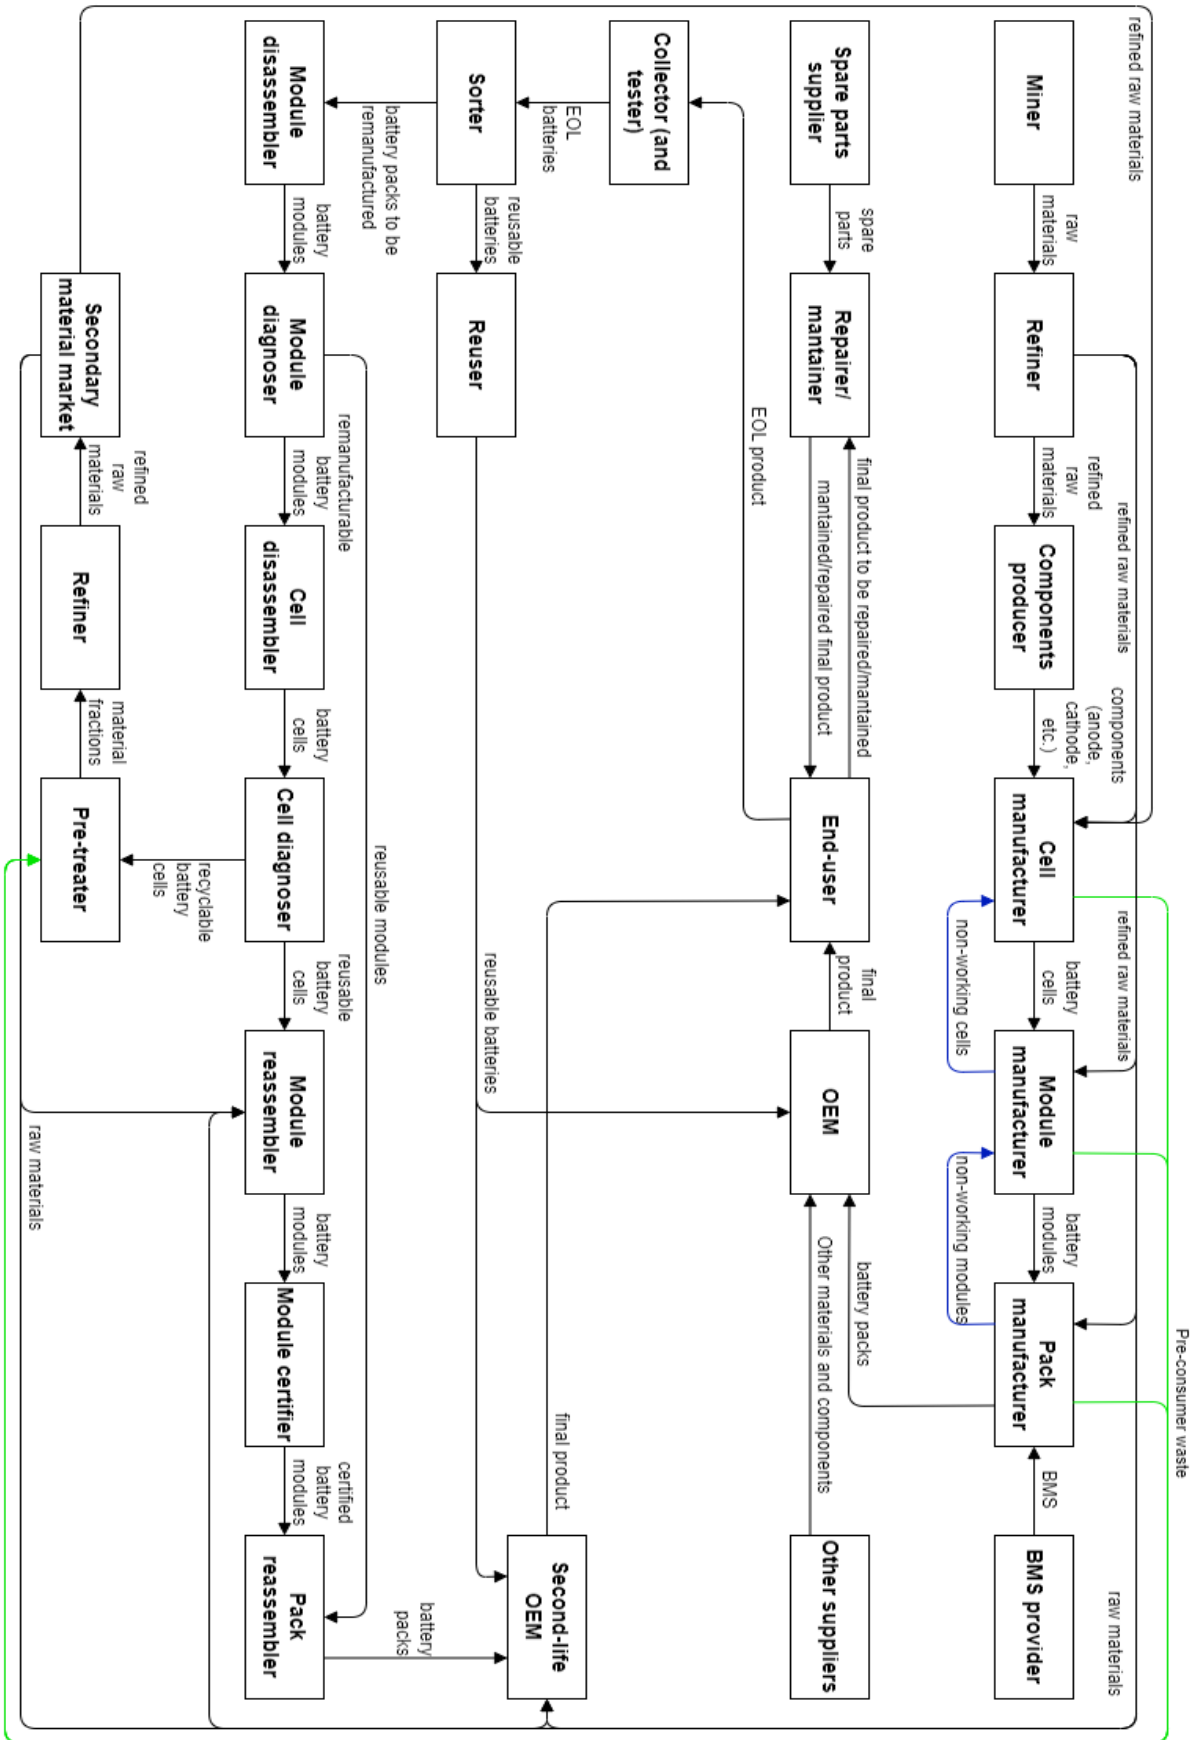 Pre-consumer waste
refined raw materials
refined raw materials
refined raw materials
raw materials
Miner
raw
materials
Refiner
refined
raw
materials
Components
producer
components
(anode,
cathode,
etc.)
Cell
manufacturer
battery
cells
Module
manufacturer
battery
modules
Pack
manufacturer
BMS
BMS provider
non-working cells
non-working modules
Spare parts
supplier
spare
parts
Repairer/
mantainer
final product to be repaired/mantained
mantained/repaired final product
End-user
final
product
OEM
battery packs
Other materials and components
Other suppliers
EOL product
Collector (and
tester)
EOL
batteries
Sorter
reusable
batteries
Reuser
reusable batteries
final product
Second-life
OEM
battery packs to be
remanufactured
reusable modules
battery
packs
Module
disassembler
battery
modules
Module
diagnoser
remanufacturable
battery
modules
Cell
disassembler
battery
cells
Cell diagnoser
reusable
battery
cells
Module
reassembler
battery
modules
Module certifier
certified
battery
modules
Pack
reassembler
recyclable
battery
cells
Secondary
material market
refined
raw
materials
Refiner
material
fractions
Pre-treater
raw materials